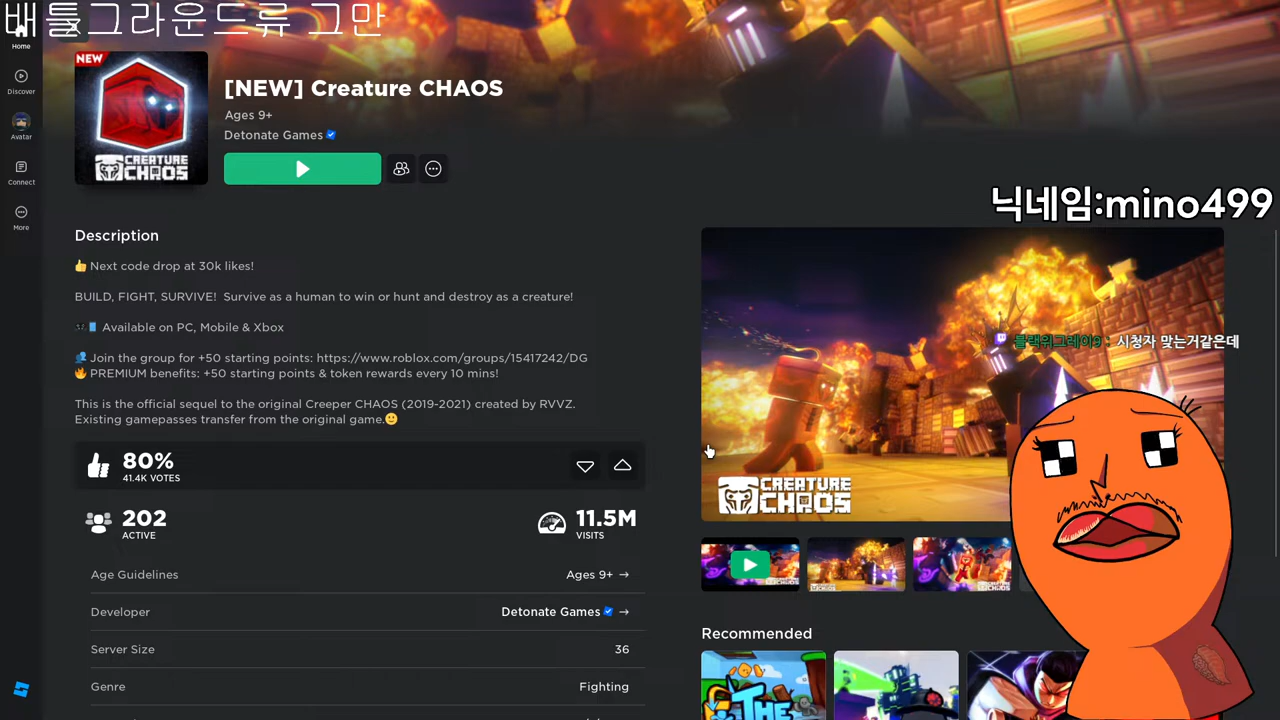 배틀그라운드류 그만
Home
Discover
Avatar
Connect
More
NEW
CREATURE
CHAOS
[NEW] Creature CHAOS
Ages 9+
Detonate Games
닉네임:mino499
Description
👍 Next code drop at 30k likes!
BUILD, FIGHT, SURVIVE! Survive as a human to win or hunt and destroy as a creature!
🎮📱 Available on PC, Mobile & Xbox
👥 Join the group for +50 starting points: https://www.roblox.com/groups/15417242/DG
🔥 PREMIUM benefits: +50 starting points & token rewards every 10 mins!
This is the official sequel to the original Creeper CHAOS (2019-2021) created by RVVZ.
Existing gamepasses transfer from the original game.🙂
블랙위그레이9 : 시청자 맞는거같은데
80%
41.4K VOTES
202
ACTIVE
11.5M
VISITS
Age Guidelines
Ages 9+ →
Developer
Detonate Games →
Server Size
36
Genre
Fighting
CREATURE
CHAOS
Recommended
THE